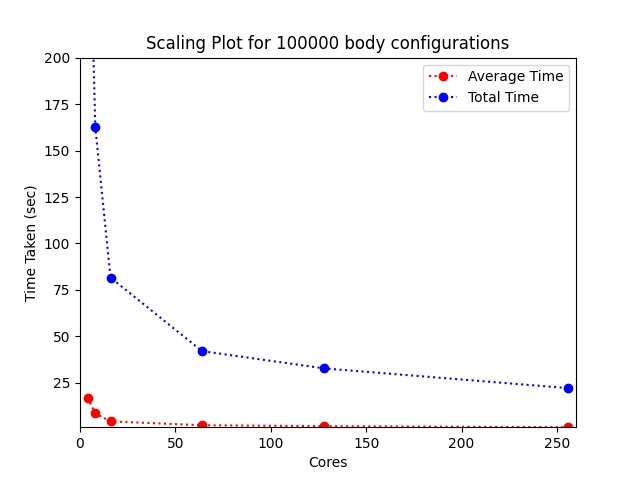 Scaling Plot for 100000 body configurations
200
175
150
125
100
75
50
25
Time Taken (sec)
Average Time
Total Time
0 50 100 150 200 250
Cores